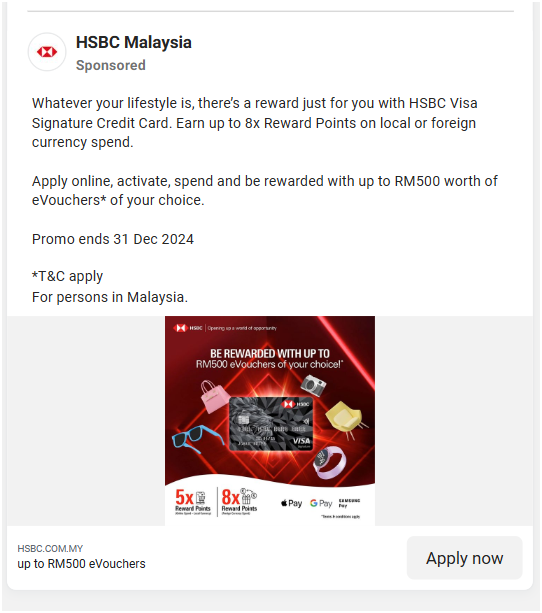 HSBC Malaysia
Sponsored
Whatever your lifestyle is, there’s a reward just for you with HSBC Visa
Signature Credit Card. Earn up to 8x Reward Points on local or foreign
currency spend.
Apply online, activate, spend and be rewarded with up to RM500 worth of
eVouchers* of your choice.
Promo ends 31 Dec 2024
*T&C apply
For persons in Malaysia.
HSBC | Opening up a world of opportunity
BE REWARDED WITH UP TO
RM500 eVouchers of your choice!*
HSBC
VISA
5x
Reward Points
8x
Reward Points
Pay
G Pay
SAMSUNG
Pay
*Terms & conditions apply
HSBC.COM.MY
up to RM500 eVouchers
Apply now